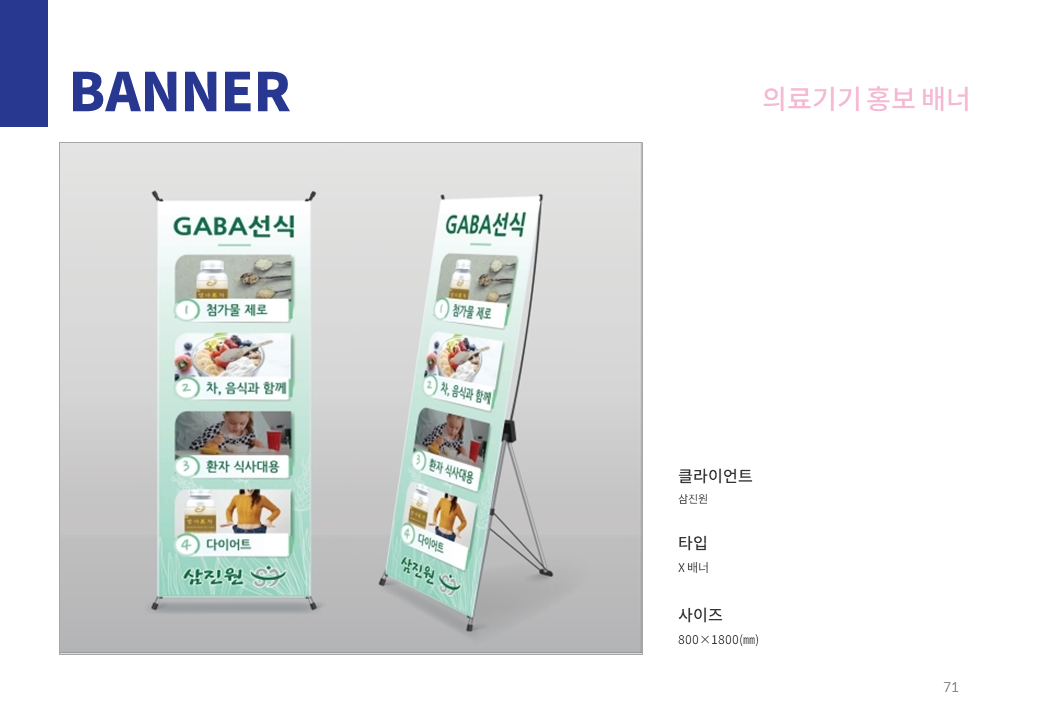 BANNER
의료기기 홍보 배너
GABA선식
1 첨가물 제로
2 차, 음식과 함께
3 환자 식사대용
4 다이어트
삼진원
GABA선식
1 첨가물 제로
2 차, 음식과 함께
3 환자 식사대용
4 다이어트
삼진원
클라이언트
삼진원
타입
X 배너
사이즈
800×1800(㎜)
71